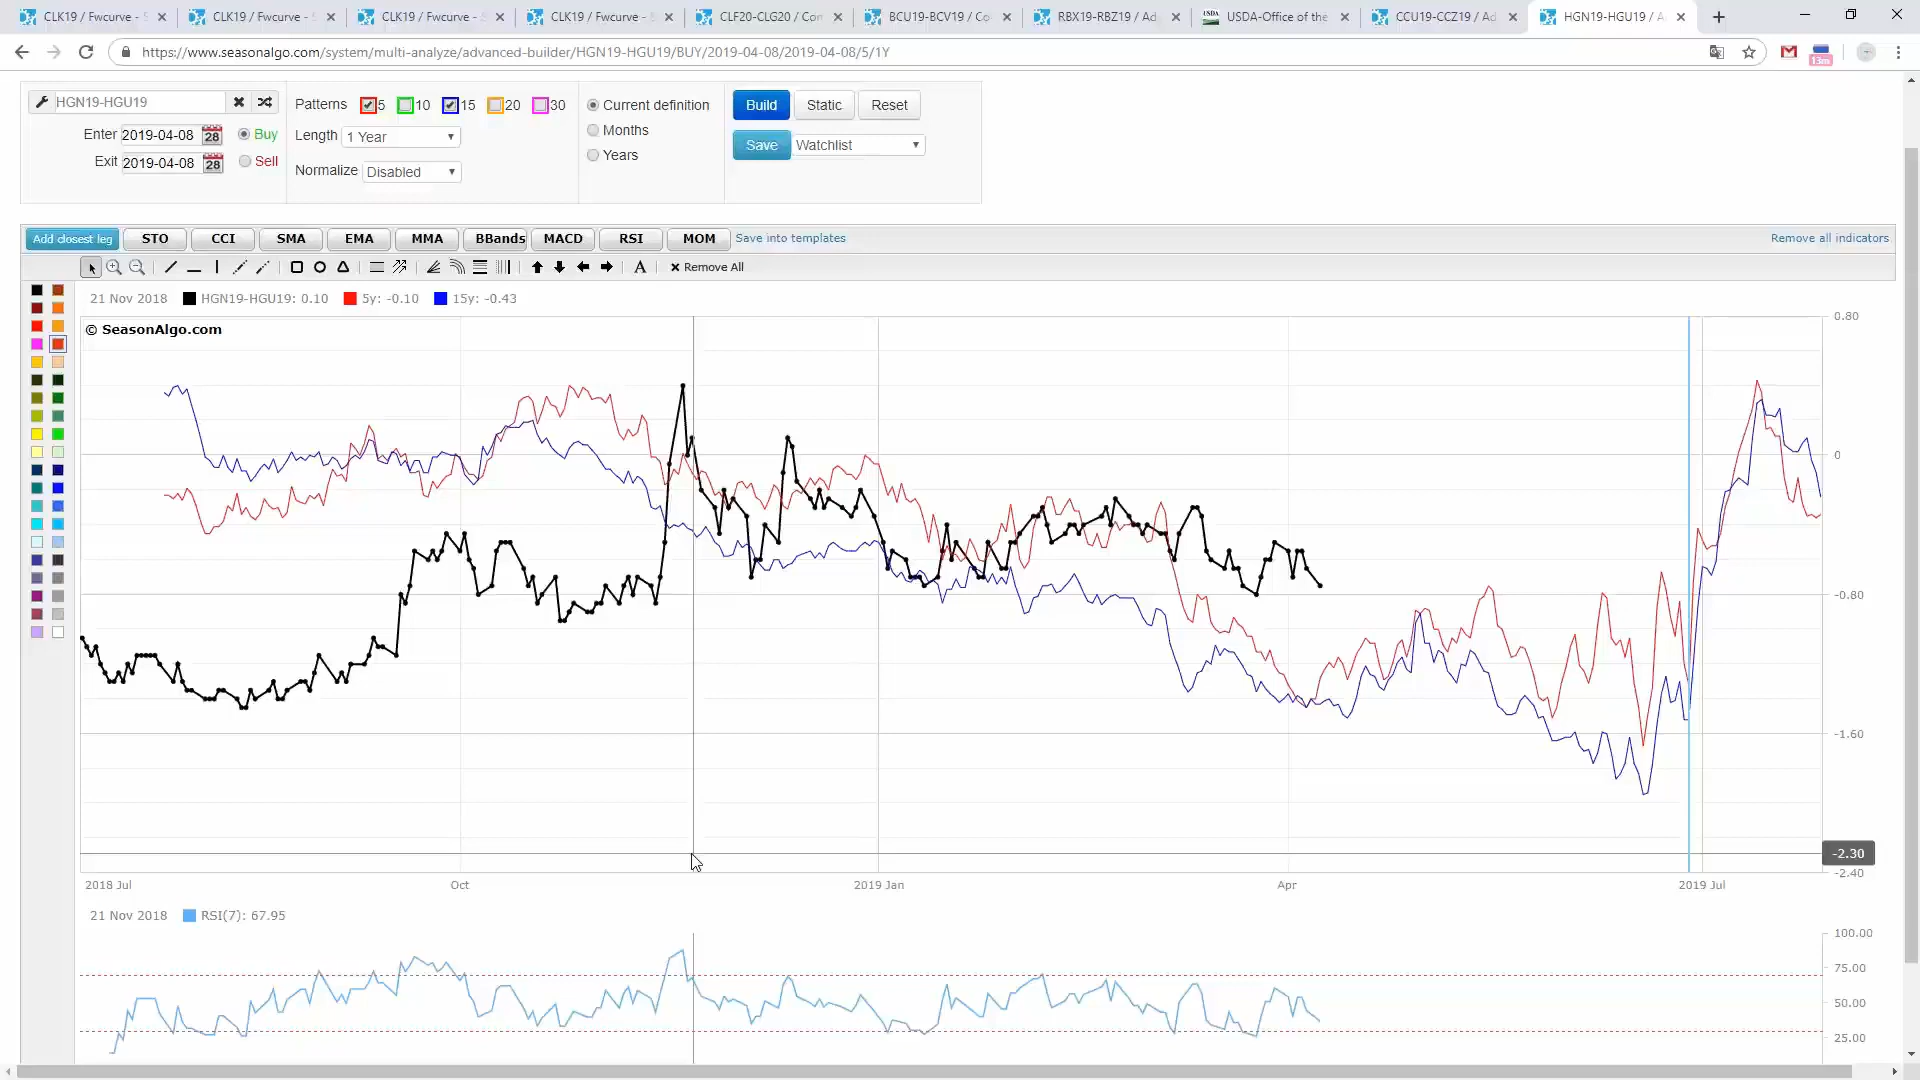 CLK19 / Fwcurve - S
CLK19 / Fwcurve - S
CLK19 / Fwcurve - S
CLK19 / Fwcurve - S
CLF20-CLG20 / Con
BCU19-BCV19 / Co
RBX19-RBZ19 / Ad
USDA-Office of the
CCU19-CCZ19 / Ad
HGN19-HGU19 / A
https://www.seasonalgo.com/system/multi-analyze/advanced-builder/HGN19-HGU19/BUY/2019-04-08/2019-04-08/5/1Y
13m
HGN19-HGU19
Patterns 5 10 15 20 30
Current definition
Build Static Reset
Enter 2019-04-08 28 Buy
Length 1 Year
Months
Save Watchlist
Exit 2019-04-08 28 Sell
Years
Normalize Disabled
Add closest leg STO CCI SMA EMA MMA BBands MACD RSI MOM Save into templates Remove all indicators
A Remove All
21 Nov 2018 HGN19-HGU19: 0.10 5y: -0.10 15y: -0.43
© SeasonAlgo.com
0.80
0
-0.80
-1.60
-2.30
-2.40
2018 Jul Oct 2019 Jan Apr 2019 Jul
21 Nov 2018 RSI(7): 67.95
100.00
75.00
50.00
25.00